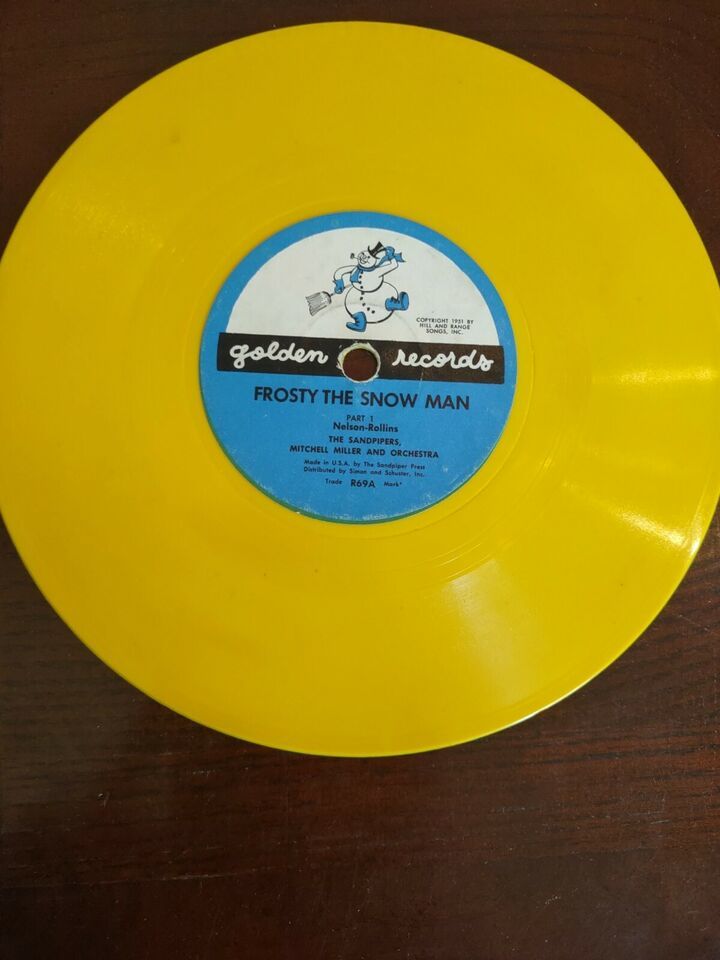 COPYRIGHT 1951 BY
HILL AND RANGE
SONGS, INC.
golden records
FROSTY THE SNOW MAN
PART 1
Nelson-Rollins
THE SANDPIPERS,
MITCHELL MILLER AND ORCHESTRA
Made in U.S.A. by The Sandpiper Press
Distributed by Simon and Schuster, Inc.
Trade R69A Mark*